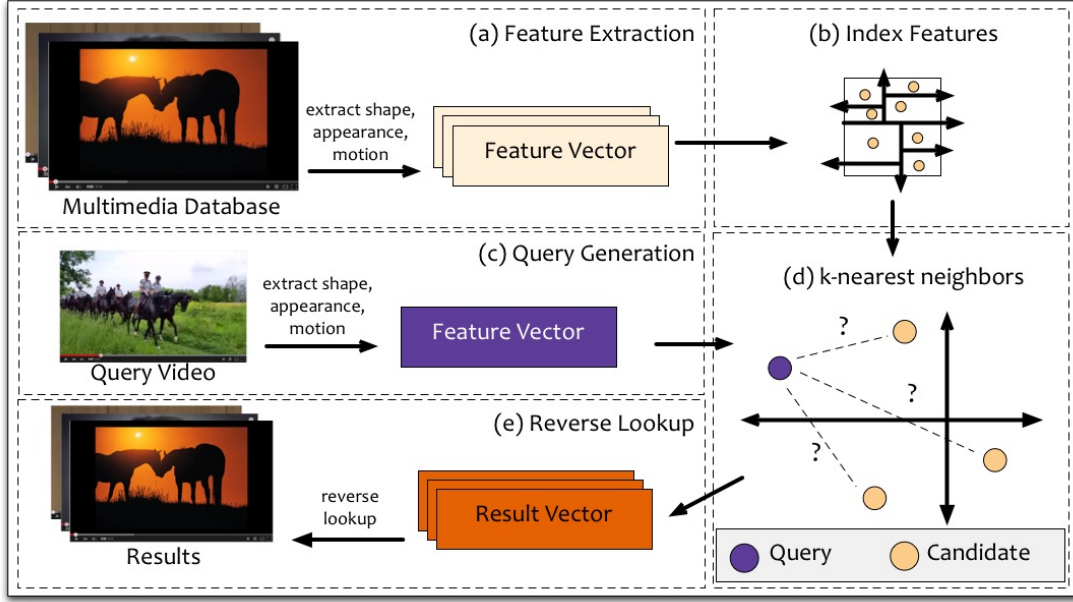 (a) Feature Extraction
extract shape,
appearance,
motion
Feature Vector
Multimedia Database
(b) Index Features
(c) Query Generation
extract shape,
appearance,
motion
Feature Vector
Query Video
(d) k-nearest neighbors
?
?
?
Query
Candidate
(e) Reverse Lookup
reverse
lookup
Result Vector
Results